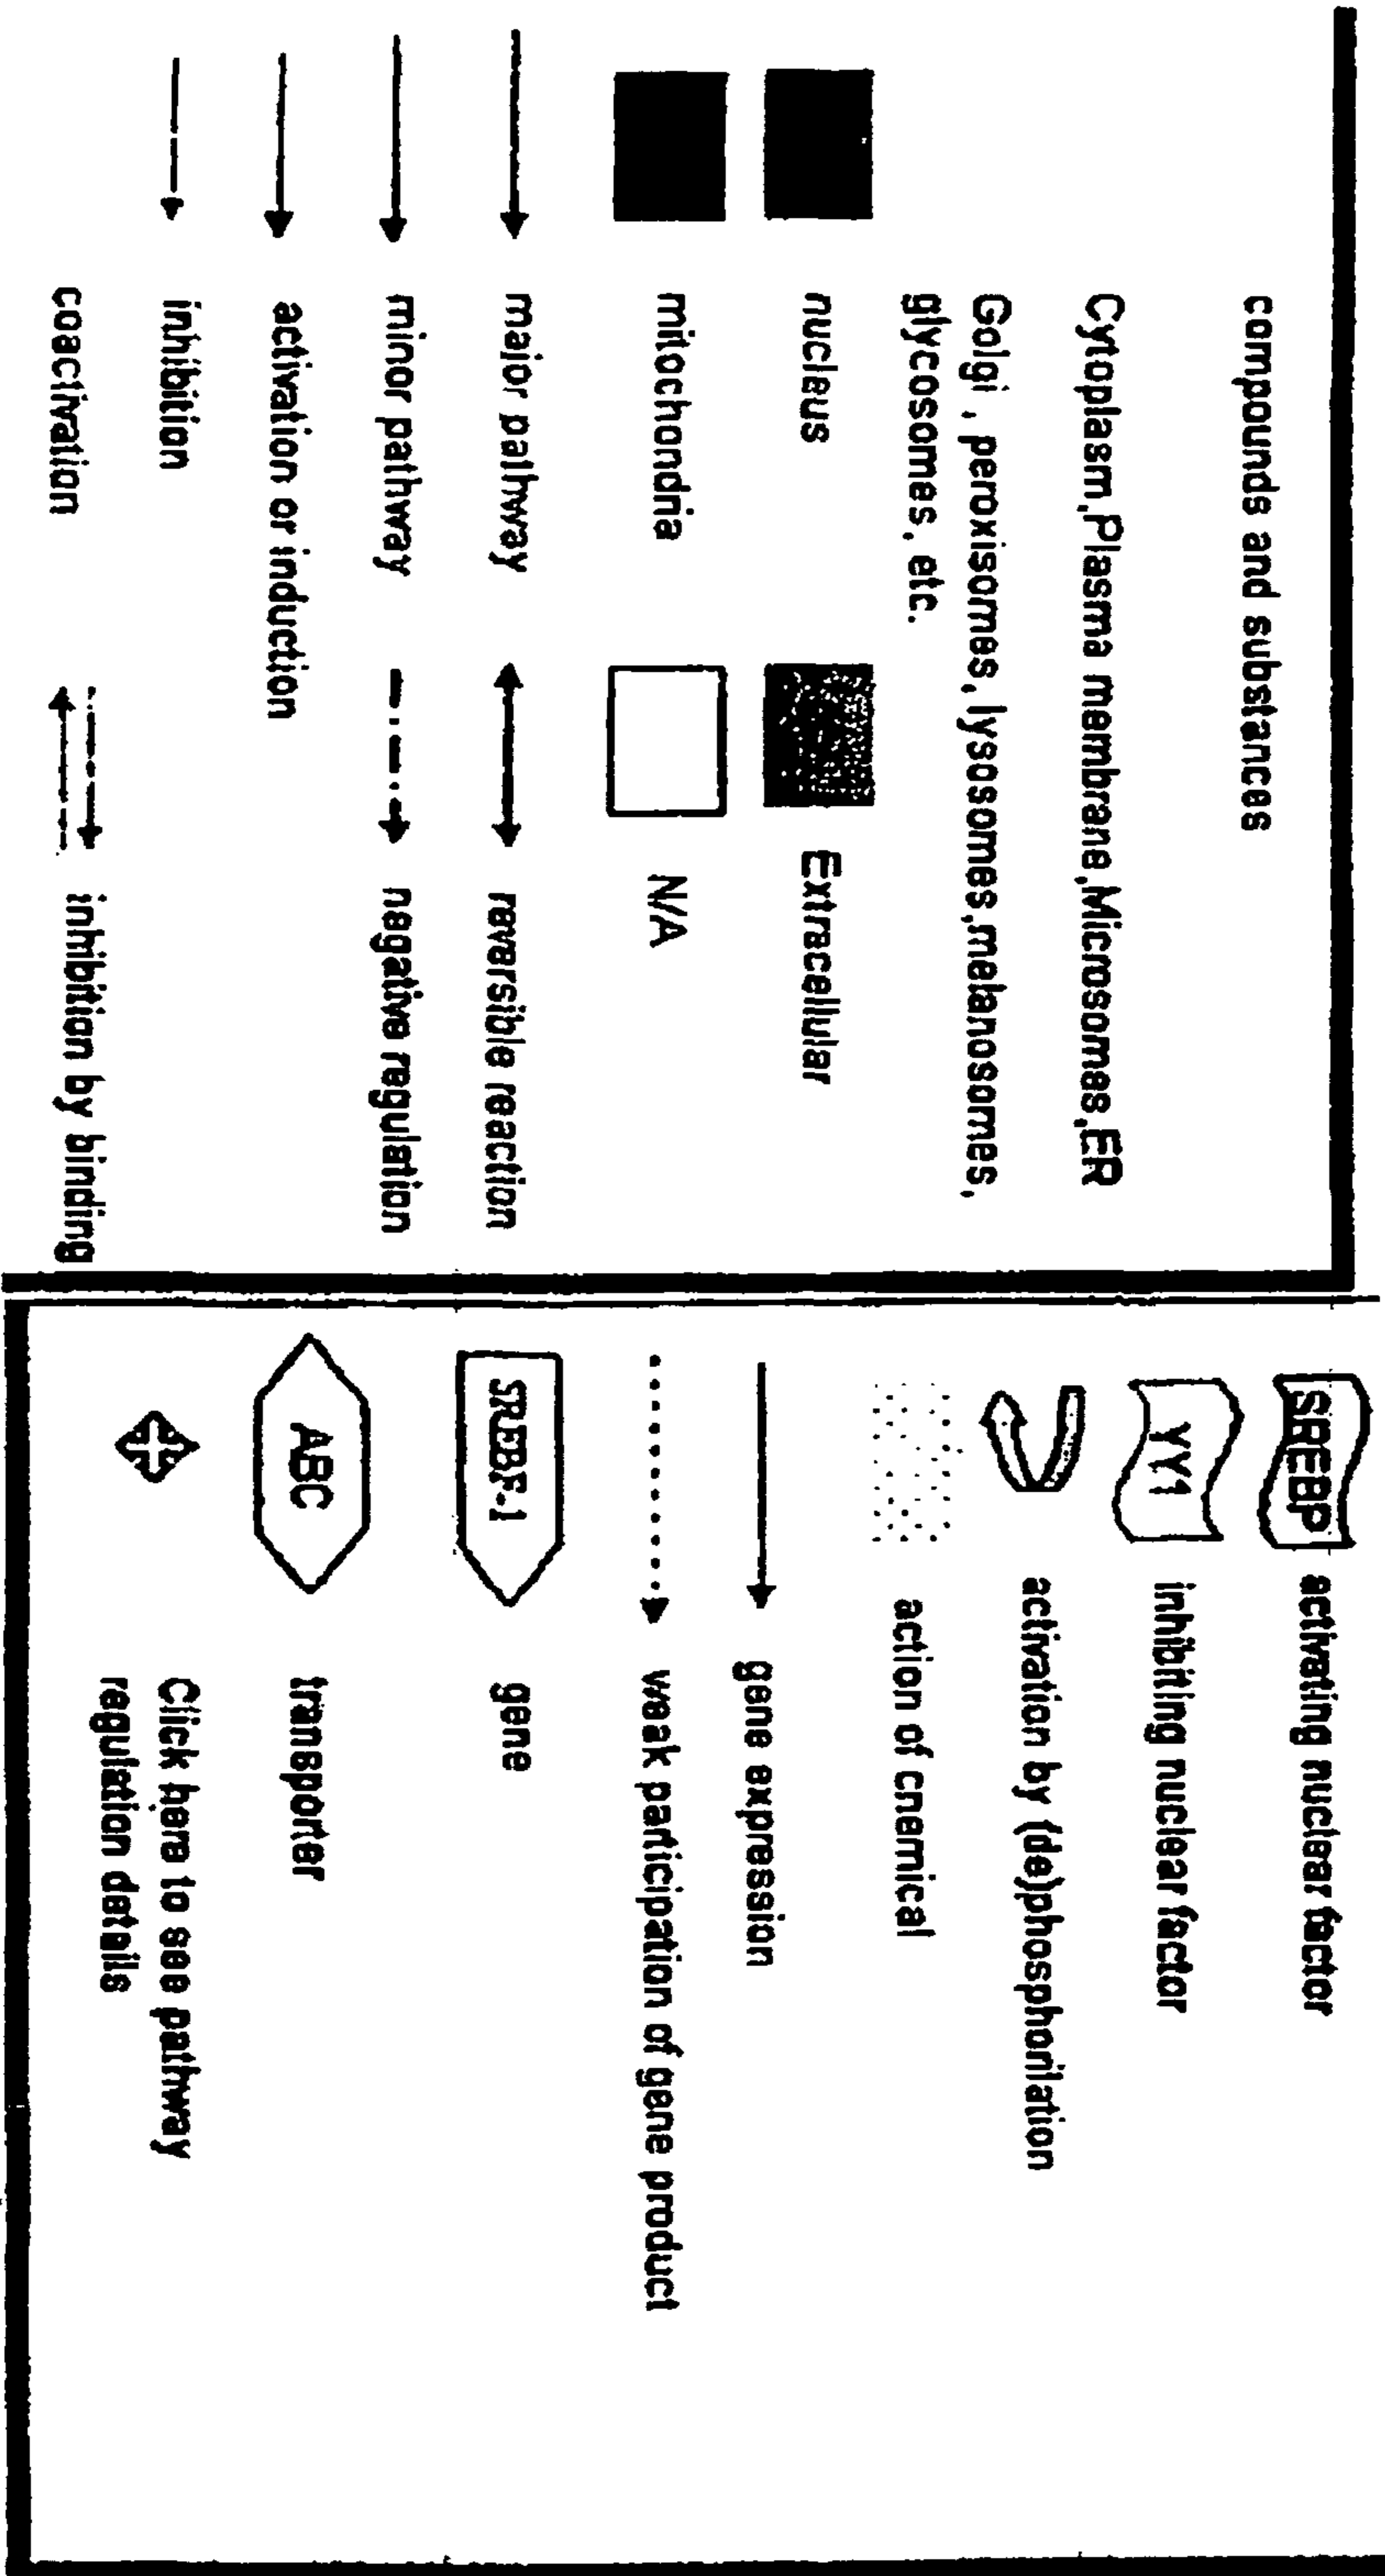 compounds and substances
Cytoplasm,Plasma membrane,Microsomes,ER
Golgi , peroxisomes, lysosomes,melanosomes,
glycosomes, etc.
nucleus
Extracellular
mitochondria
N/A
major pathway
reversible reaction
minor pathway
negative regulation
activation or induction
inhibition
coactivation
inhibition by binding
SREBP
activating nuclear factor
YY1
inhibiting nuclear factor
activation by (de)phosphorilation
action of cnemical
gene expression
weak participation of gene product
SREBF-1
gene
ABC
transporter
Click here to see pathway
regulation details